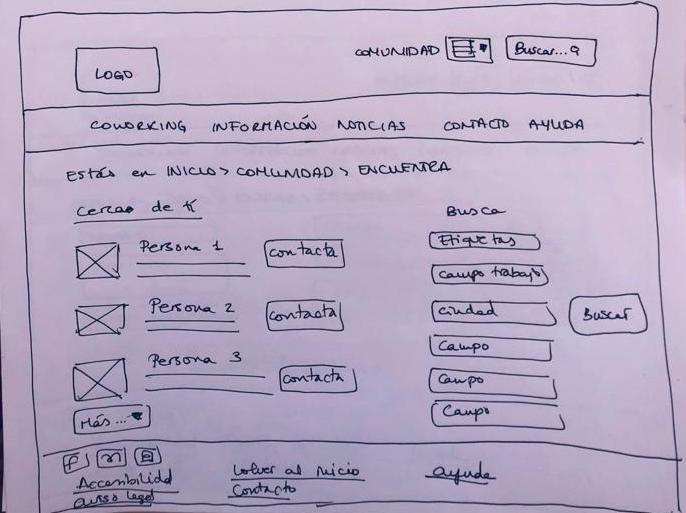 COMUNIDAD Buscar...
LOGO
COWORKING INFORMACIÓN NOTICIAS CONTACTO AYUDA
Estás en INICIO > COMUNIDAD > ENCUENTRA
Cercas de ti
Busca
Persona 1 contacta
Etiquetas
campo trabajo
Persona 2 contacta
ciudad
Buscar
Campo
Persona 3 contacta
Campo
Más...
Campo
f
Accesibilidad
Volver al inicio
ayuda
aviso legal
Contacto